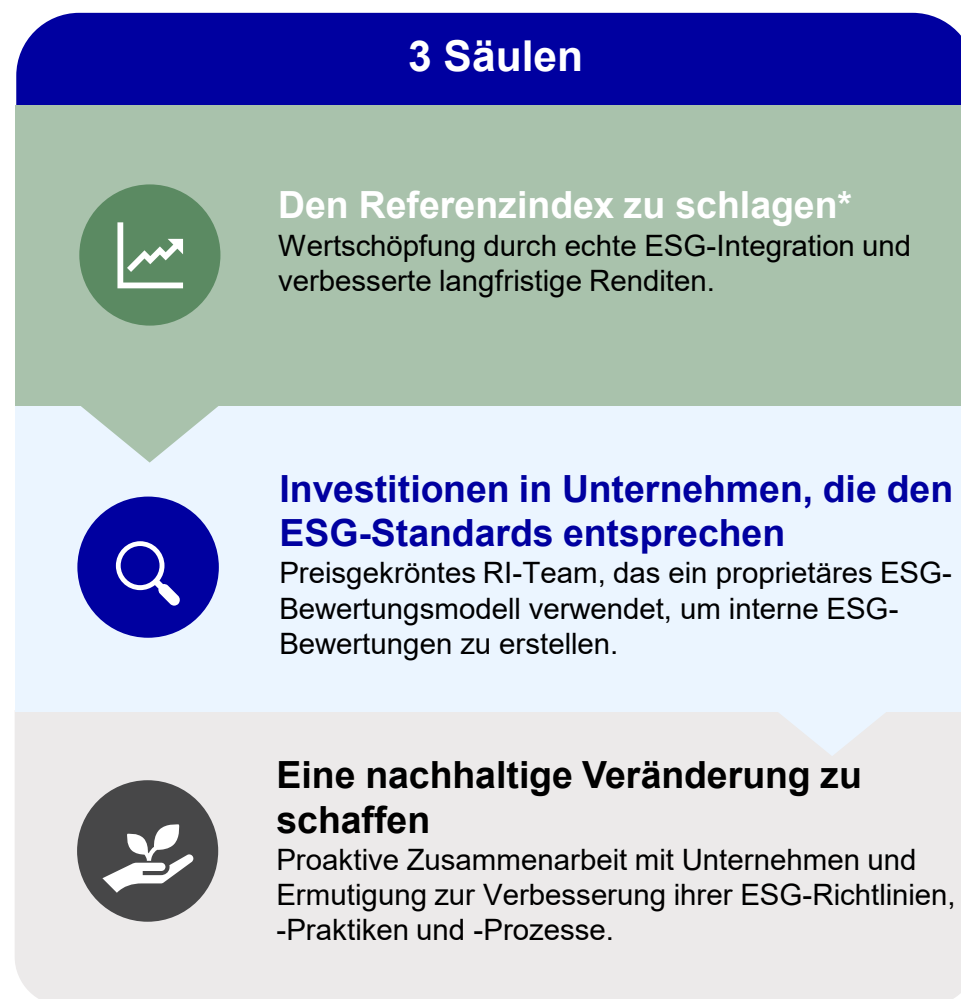 3 Säulen
Den Referenzindex zu schlagen*
Wertschöpfung durch echte ESG-Integration und
verbesserte langfristige Renditen.
Investitionen in Unternehmen, die den
ESG-Standards entsprechen
Preisgekröntes RI-Team, das ein proprietäres ESG-
Bewertungsmodell verwendet, um interne ESG-
Bewertungen zu erstellen.
Eine nachhaltige Veränderung zu
schaffen
Proaktive Zusammenarbeit mit Unternehmen und
Ermutigung zur Verbesserung ihrer ESG-Richtlinien,
-Praktiken und -Prozesse.